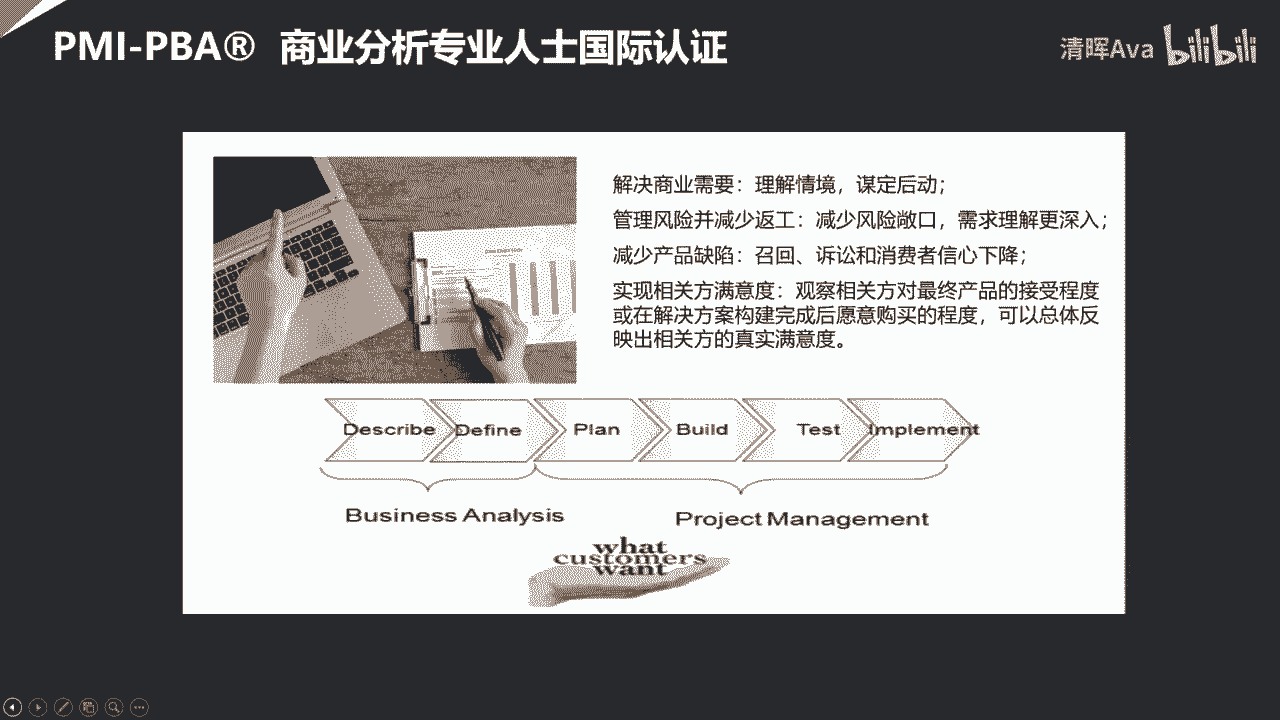 PMI-PBA® 商业分析专业人士国际认证
清晖Ava bilibili
解决商业需要：理解情境，谋定后动；
管理风险并减少返工：减少风险敞口，需求理解更深入；
减少产品缺陷：召回、诉讼和消费者信心下降；
实现相关方满意度：观察相关方对最终产品的接受程度
或在解决方案构建完成后愿意购买的程度，可以总体反
映出相关方的真实满意度。
Describe Define Plan Build Test Implement
Business Analysis Project Management
what
customers
want